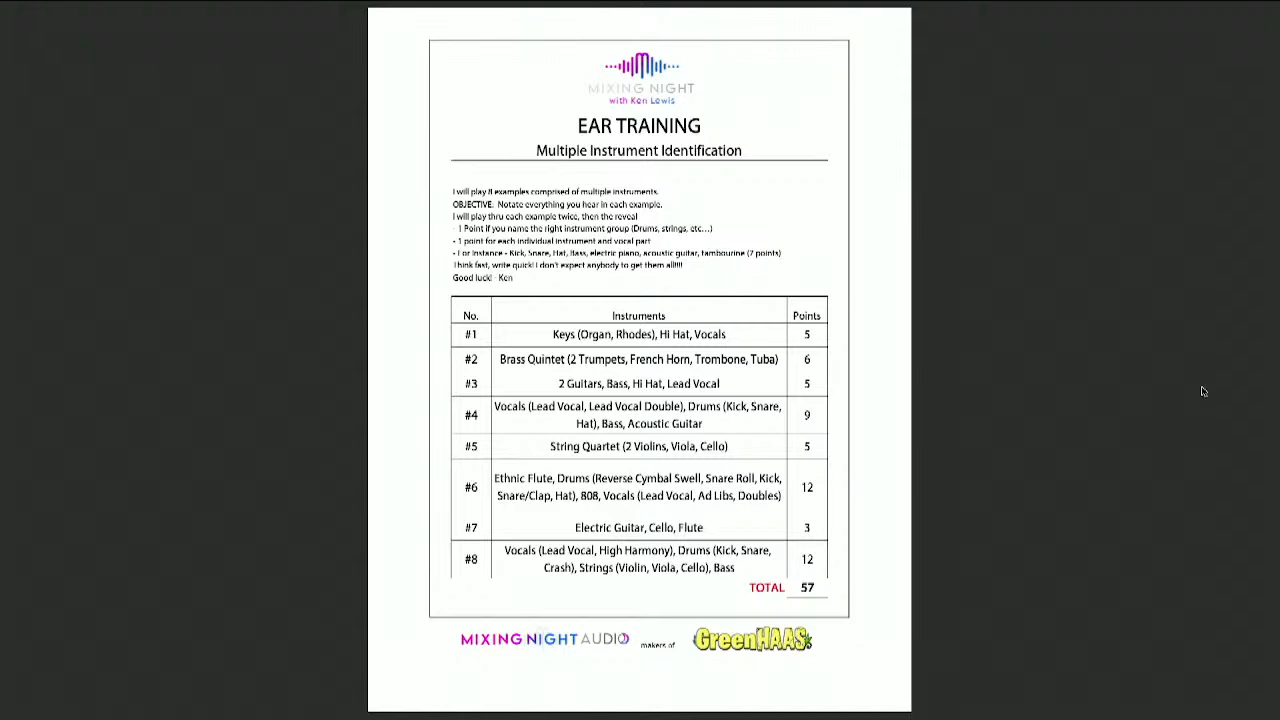 MIXING NIGHT
with Ken Lewis
EAR TRAINING
Multiple Instrument Identification
I will play 8 examples comprised of multiple instruments.
OBJECTIVE: Notate everything you hear in each example.
I will play thru each example twice, then the reveal
- 1 Point if you name the right instrument group (Drums, strings, etc...)
- 1 point for each individual instrument and vocal part
- For Instance - Kick, Snare, Hat, Bass, electric piano, acoustic guitar, tambourine (7 points)
Think fast, write quick! I don't expect anybody to get them all!!!!
Good luck! - Ken
No. Instruments Points
#1 Keys (Organ, Rhodes), Hi Hat, Vocals 5
#2 Brass Quintet (2 Trumpets, French Horn, Trombone, Tuba) 6
#3 2 Guitars, Bass, Hi Hat, Lead Vocal 5
#4 Vocals (Lead Vocal, Lead Vocal Double), Drums (Kick, Snare, 9
Hat), Bass, Acoustic Guitar
#5 String Quartet (2 Violins, Viola, Cello) 5
#6 Ethnic Flute, Drums (Reverse Cymbal Swell, Snare Roll, Kick, 12
Snare/Clap, Hat), 808, Vocals (Lead Vocal, Ad Libs, Doubles)
#7 Electric Guitar, Cello, Flute 3
#8 Vocals (Lead Vocal, High Harmony), Drums (Kick, Snare, 12
Crash), Strings (Violin, Viola, Cello), Bass
TOTAL 57
MIXING NIGHT AUDIO makers of GreenHAAS